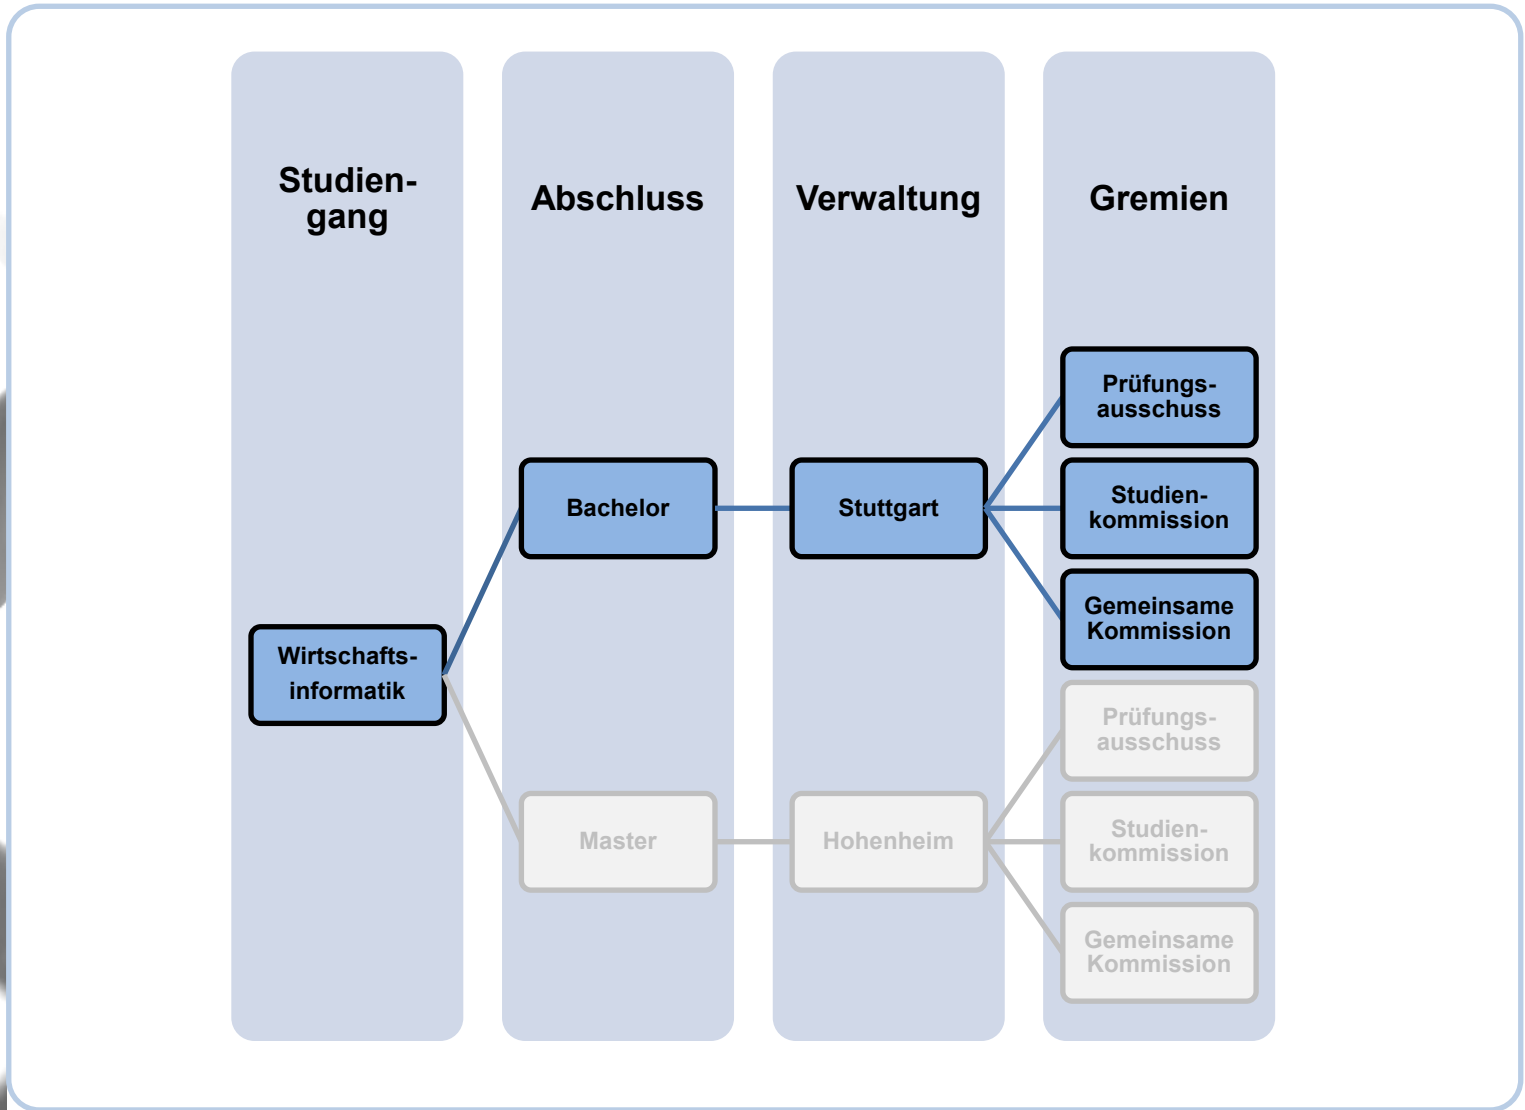 Studien-
gang
Abschluss
Verwaltung
Gremien
Wirtschafts-
informatik
Bachelor
Stuttgart
Prüfungs-
ausschuss
Studien-
kommission
Gemeinsame
Kommission
Master
Hohenheim
Prüfungs-
ausschuss
Studien-
kommission
Gemeinsame
Kommission